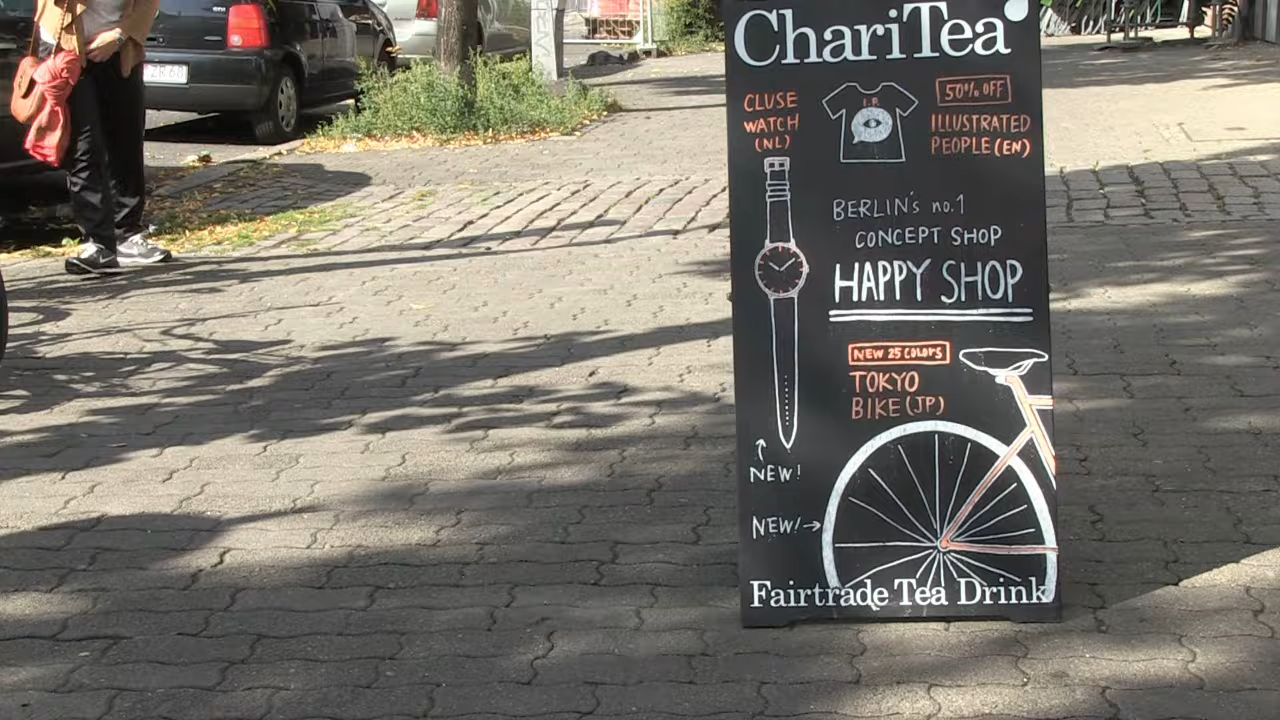 ChariTea
CLUSE
WATCH
(NL)
I.P.
50% OFF
ILLUSTRATED
PEOPLE (EN)
BERLIN's no.1
CONCEPT SHOP
HAPPY SHOP
NEW 25 COLORS
TOKYO
BIKE (JP)
NEW!
NEW!
Fairtrade Tea Drink